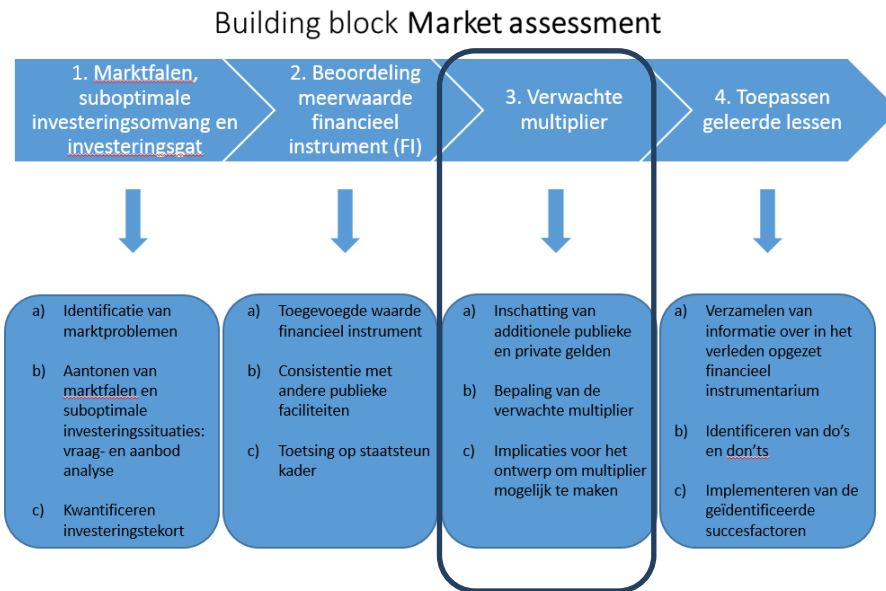 Building block Market assessment
1. Marktfalen,
suboptimale
investeringsomvang en
investeringsgat
2. Beoordeling
meerwaarde
financieel
instrument (FI)
3. Verwachte
multiplier
4. Toepassen
geleerde lessen
a) Identificatie van
marktproblemen
b) Aantonen van
marktfalen en
suboptimale
investeringssituaties:
vraag- en aanbod
analyse
c) Kwantificeren
investeringstekort
a) Toegevoegde waarde
financieel instrument
b) Consistentie met
andere publieke
faciliteiten
c) Toetsing op staatsteun
kader
a) Inschatting van
additionele publieke
en private gelden
b) Bepaling van de
verwachte multiplier
c) Implicaties voor het
ontwerp om multiplier
mogelijk te maken
a) Verzamelen van
informatie over in het
verleden opgezet
financieel
instrumentarium
b) Identificeren van do’s
en don’ts
c) Implementeren van de
geïdentificeerde
succesfactoren